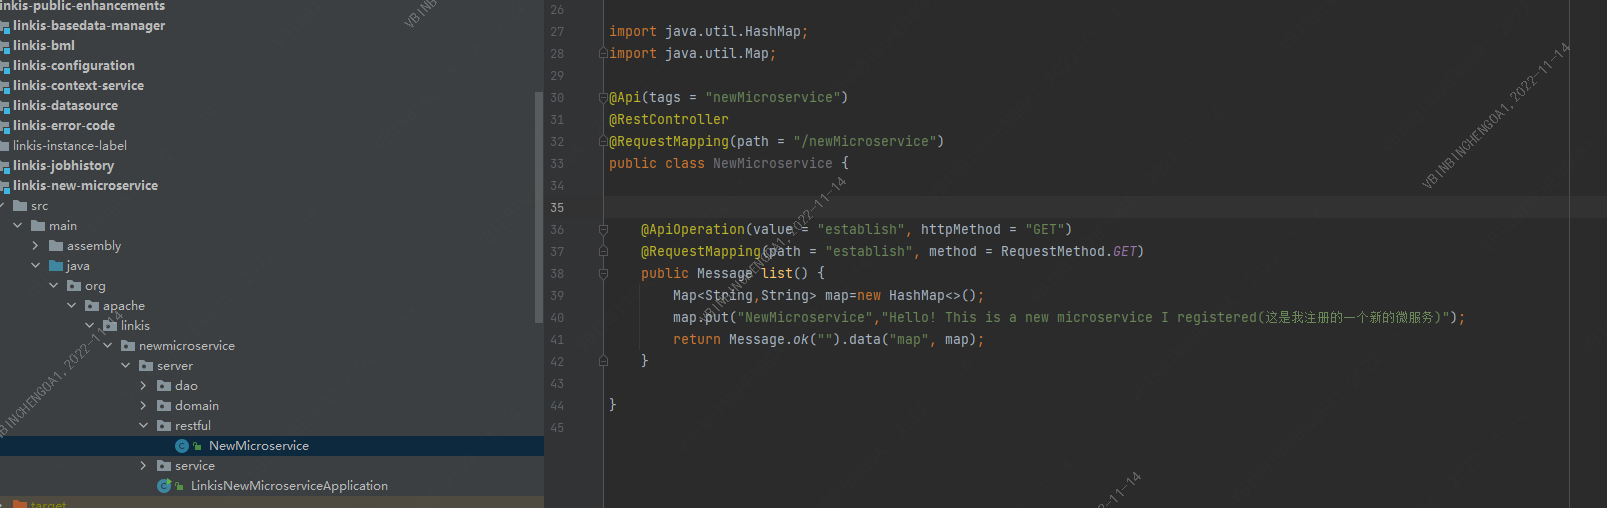 inkis-public-enhancements
linkis-basedata-manager
linkis-bml
linkis-configuration
linkis-context-service
linkis-datasource
linkis-error-code
linkis-instance-label
linkis-jobhistory
linkis-new-microservice
src
main
assembly
java
org
apache
linkis
newmicroservice
server
dao
domain
restful
NewMicroservice
service
LinkisNewMicroserviceApplication
target
26
27 import java.util.HashMap;
28 import java.util.Map;
29
30 @Api(tags = "newMicroservice")
31 @RestController
32 @RequestMapping(path = "/newMicroservice")
33 public class NewMicroservice {
34
35
36 @ApiOperation(value = "establish", httpMethod = "GET")
37 @RequestMapping(path = "establish", method = RequestMethod.GET)
38 public Message list() {
39 Map<String,String> map=new HashMap<>();
40 map.put("NewMicroservice","Hello! This is a new microservice I registered(这是我注册的一个新的微服务)");
41 return Message.ok("").data("map", map);
42 }
43
44 }
45
VBINBINCHENGOA1, 2022-11-14
VBINBINCHENGOA1, 2022-11-14